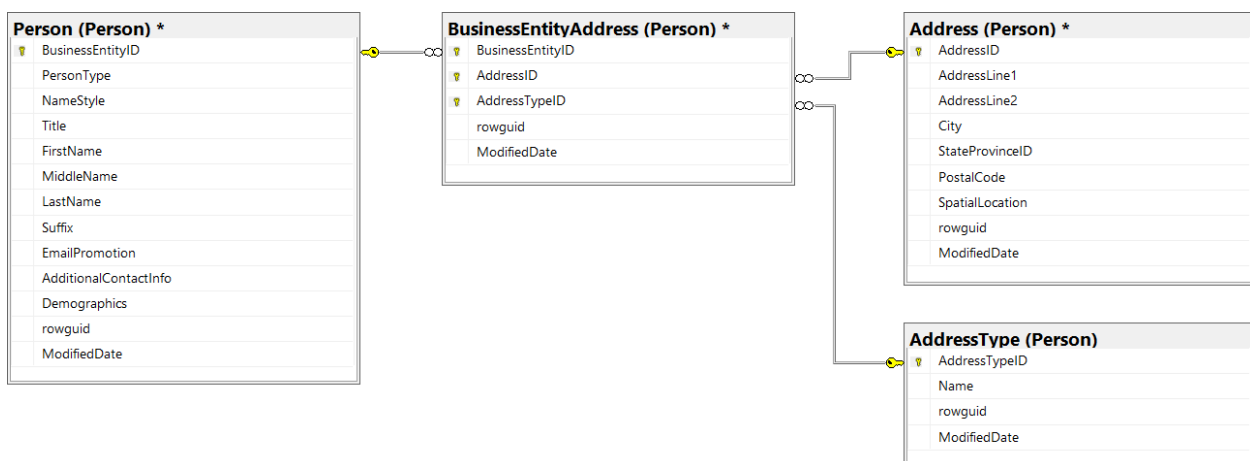 Person (Person) *
BusinessEntityID
PersonType
NameStyle
Title
FirstName
MiddleName
LastName
Suffix
EmailPromotion
AdditionalContactInfo
Demographics
rowguid
ModifiedDate
BusinessEntityAddress (Person) *
BusinessEntityID
AddressID
AddressTypeID
rowguid
ModifiedDate
Address (Person) *
AddressID
AddressLine1
AddressLine2
City
StateProvinceID
PostalCode
SpatialLocation
rowguid
ModifiedDate
AddressType (Person)
AddressTypeID
Name
rowguid
ModifiedDate